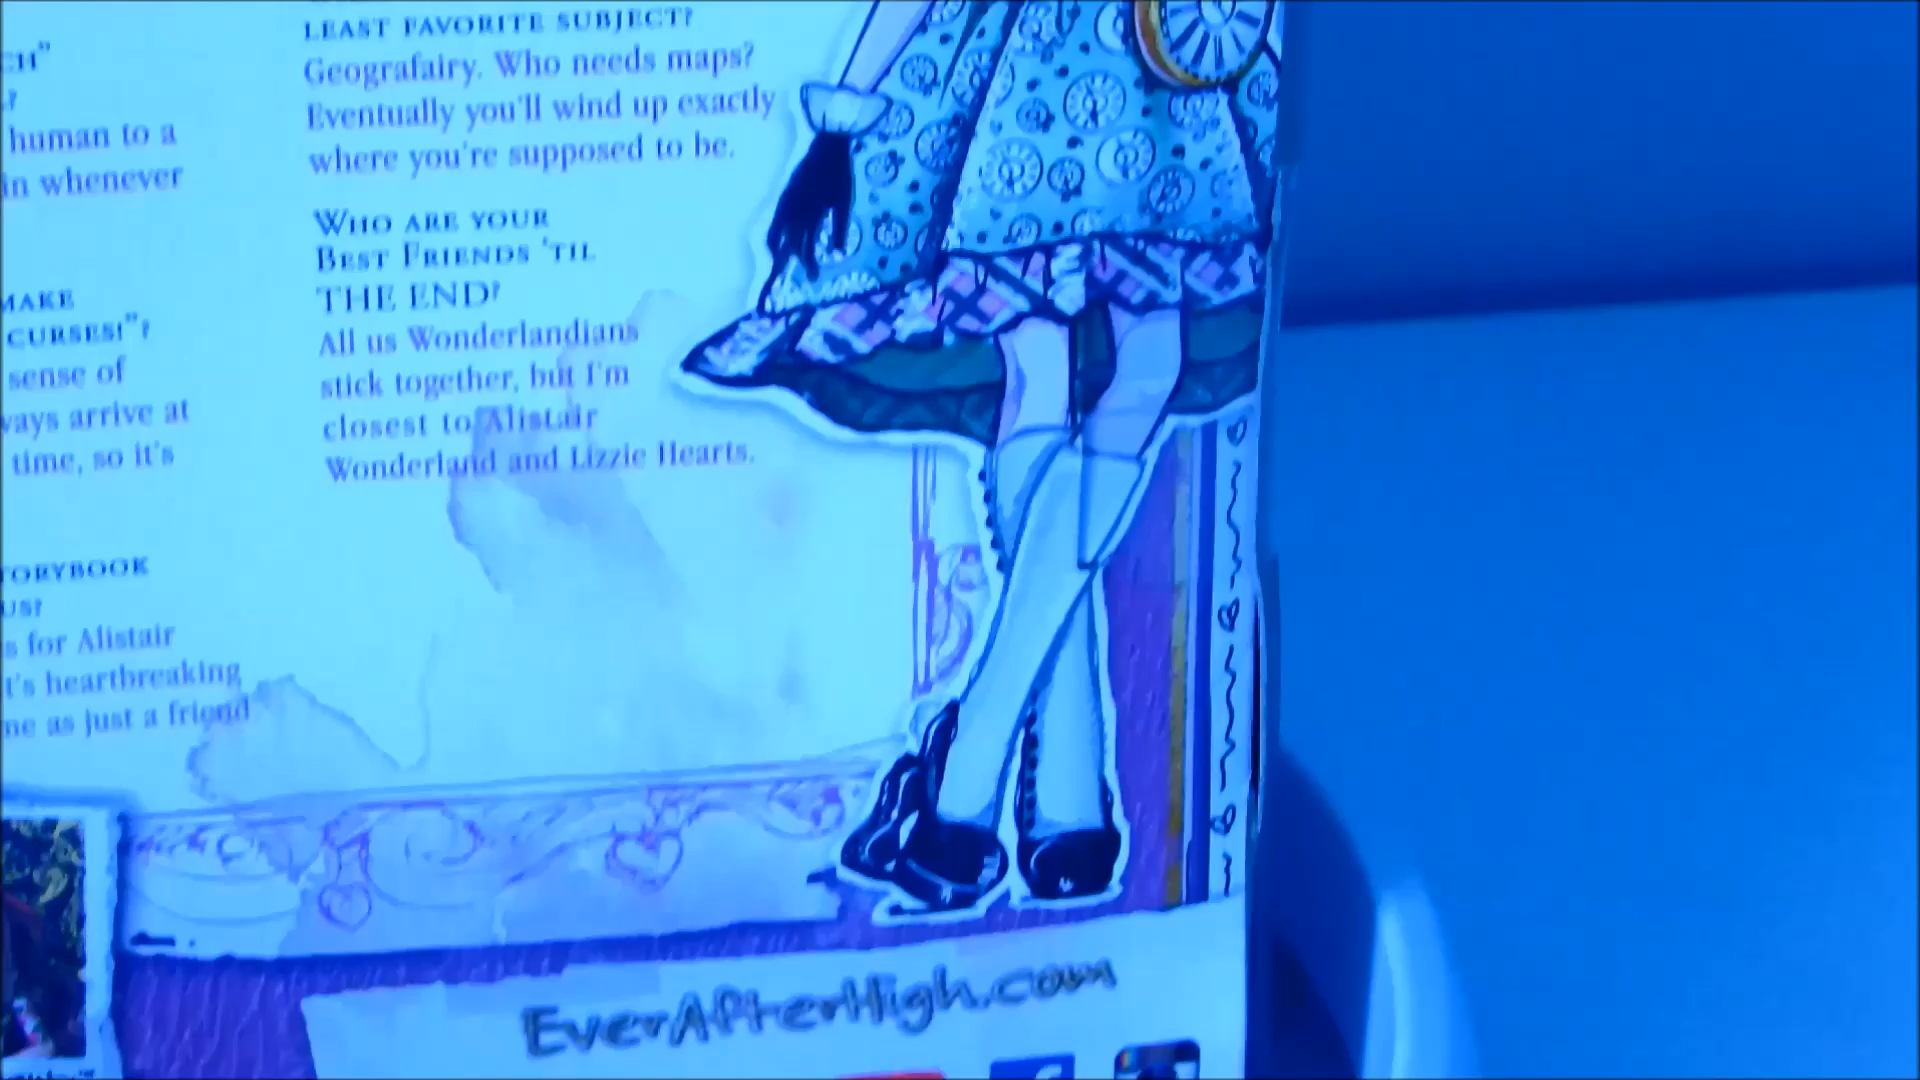 CH"
?
human to a
in whenever
MAKE
CURSES!"?
sense of
ways arrive at
time, so it's
TORYBOOK
US?
s for Alistair
t's heartbreaking
me as just a friend
LEAST FAVORITE SUBJECT?
Geografairy. Who needs maps?
Eventually you'll wind up exactly
where you're supposed to be.
WHO ARE YOUR
BEST FRIENDS 'TIL
THE END?
All us Wonderlandians
stick together, but I'm
closest to Alistair
Wonderland and Lizzie Hearts.
EverAfterHigh.com
f